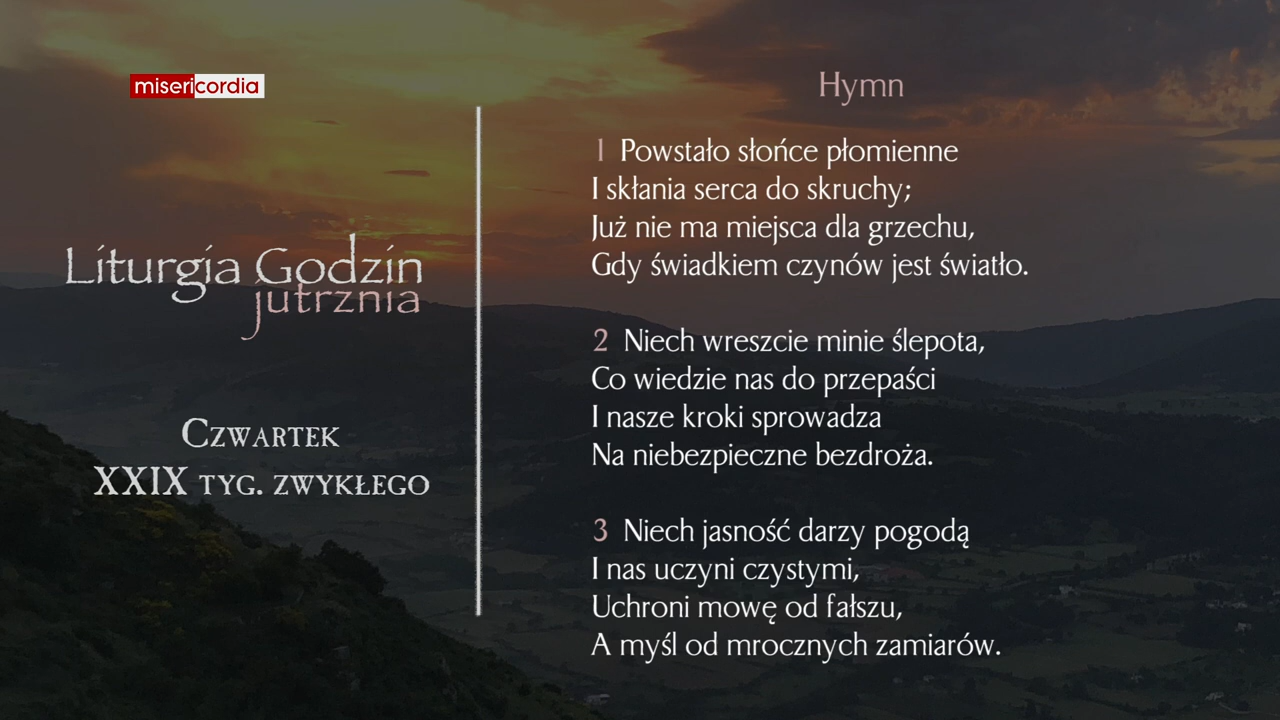 misericordia
Liturgia Godzin
jutrznia
Czwartek
XXIX tyg. zwykłego
Hymn
1 Powstało słońce płomienne
I skłania serca do skruchy;
Już nie ma miejsca dla grzechu,
Gdy świadkiem czynów jest światło.
2 Niech wreszcie minie ślepota,
Co wiedzie nas do przepaści
I nasze kroki sprowadza
Na niebezpieczne bezdroża.
3 Niech jasność darzy pogodą
I nas uczyni czystymi,
Uchroni mowę od fałszu,
A myśl od mrocznych zamiarów.